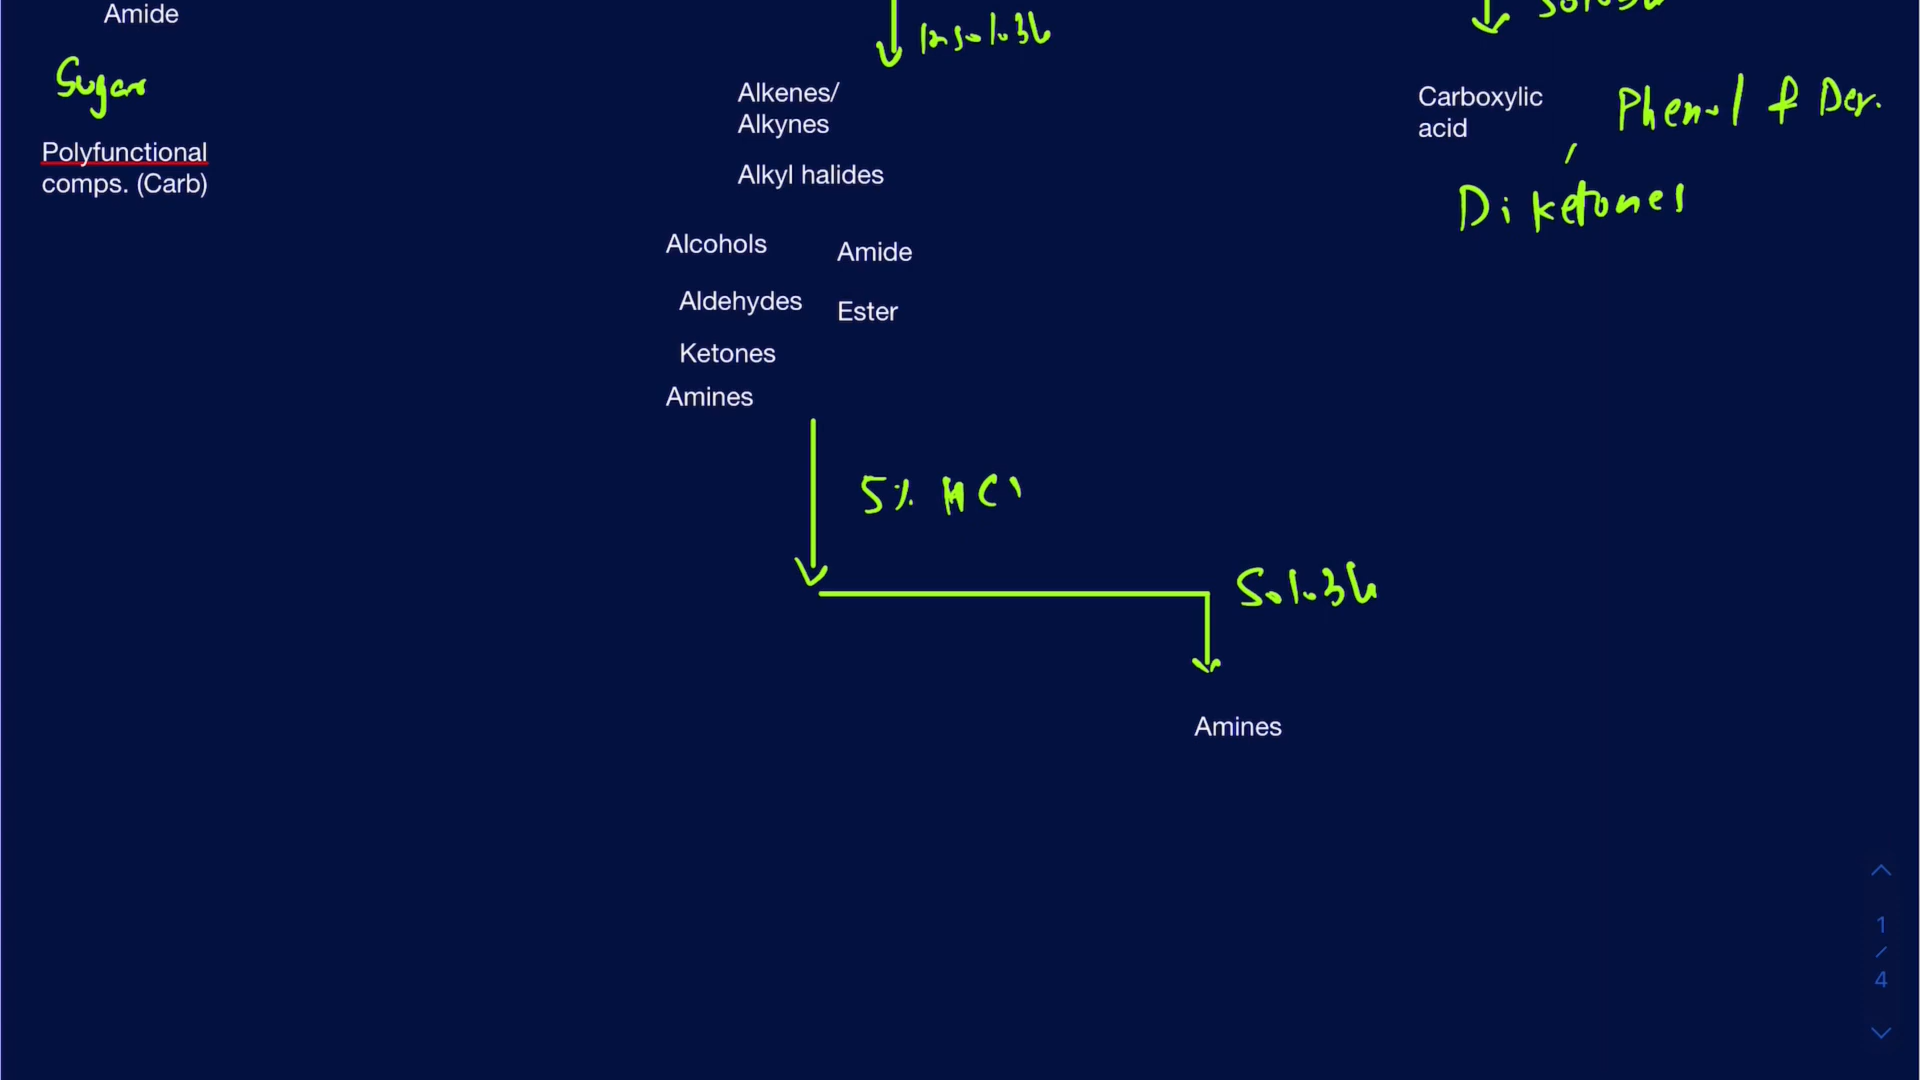 Amide
Sugar
Polyfunctional
comps. (Carb)
Insoluble
Alkenes/
Alkynes
Alkyl halides
Alcohols
Amide
Aldehydes
Ester
Ketones
Amines
5% HCl
Soluble
Amines
Soluble
Carboxylic
acid
Phenol & Der.
Diketones
1
/
4